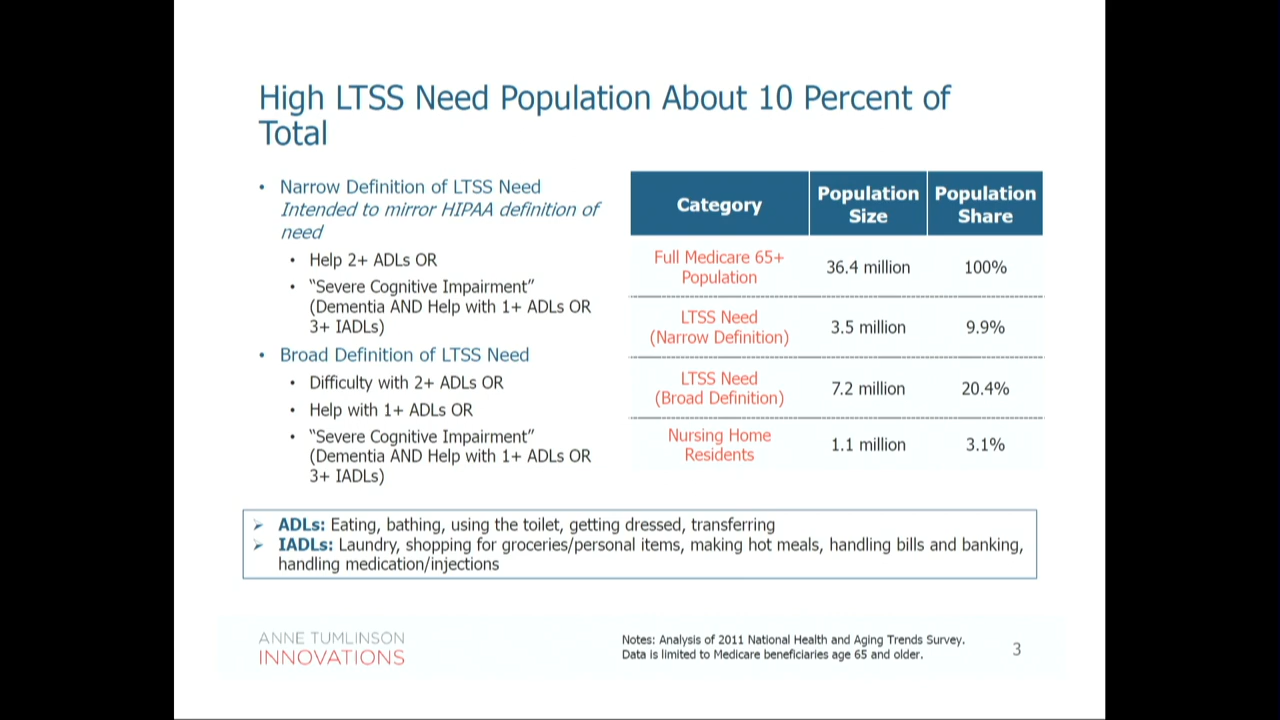 High LTSS Need Population About 10 Percent of
Total
• Narrow Definition of LTSS Need
Intended to mirror HIPAA definition of
need
• Help 2+ ADLs OR
• “Severe Cognitive Impairment”
(Dementia AND Help with 1+ ADLs OR
3+ IADLs)
• Broad Definition of LTSS Need
• Difficulty with 2+ ADLs OR
• Help with 1+ ADLs OR
• “Severe Cognitive Impairment”
(Dementia AND Help with 1+ ADLs OR
3+ IADLs)
Category Population Size Population Share
Full Medicare 65+ Population 36.4 million 100%
LTSS Need (Narrow Definition) 3.5 million 9.9%
LTSS Need (Broad Definition) 7.2 million 20.4%
Nursing Home Residents 1.1 million 3.1%
➢ ADLs: Eating, bathing, using the toilet, getting dressed, transferring
➢ IADLs: Laundry, shopping for groceries/personal items, making hot meals, handling bills and banking,
handling medication/injections
ANNE TUMLINSON
INNOVATIONS
Notes: Analysis of 2011 National Health and Aging Trends Survey.
Data is limited to Medicare beneficiaries age 65 and older.
3